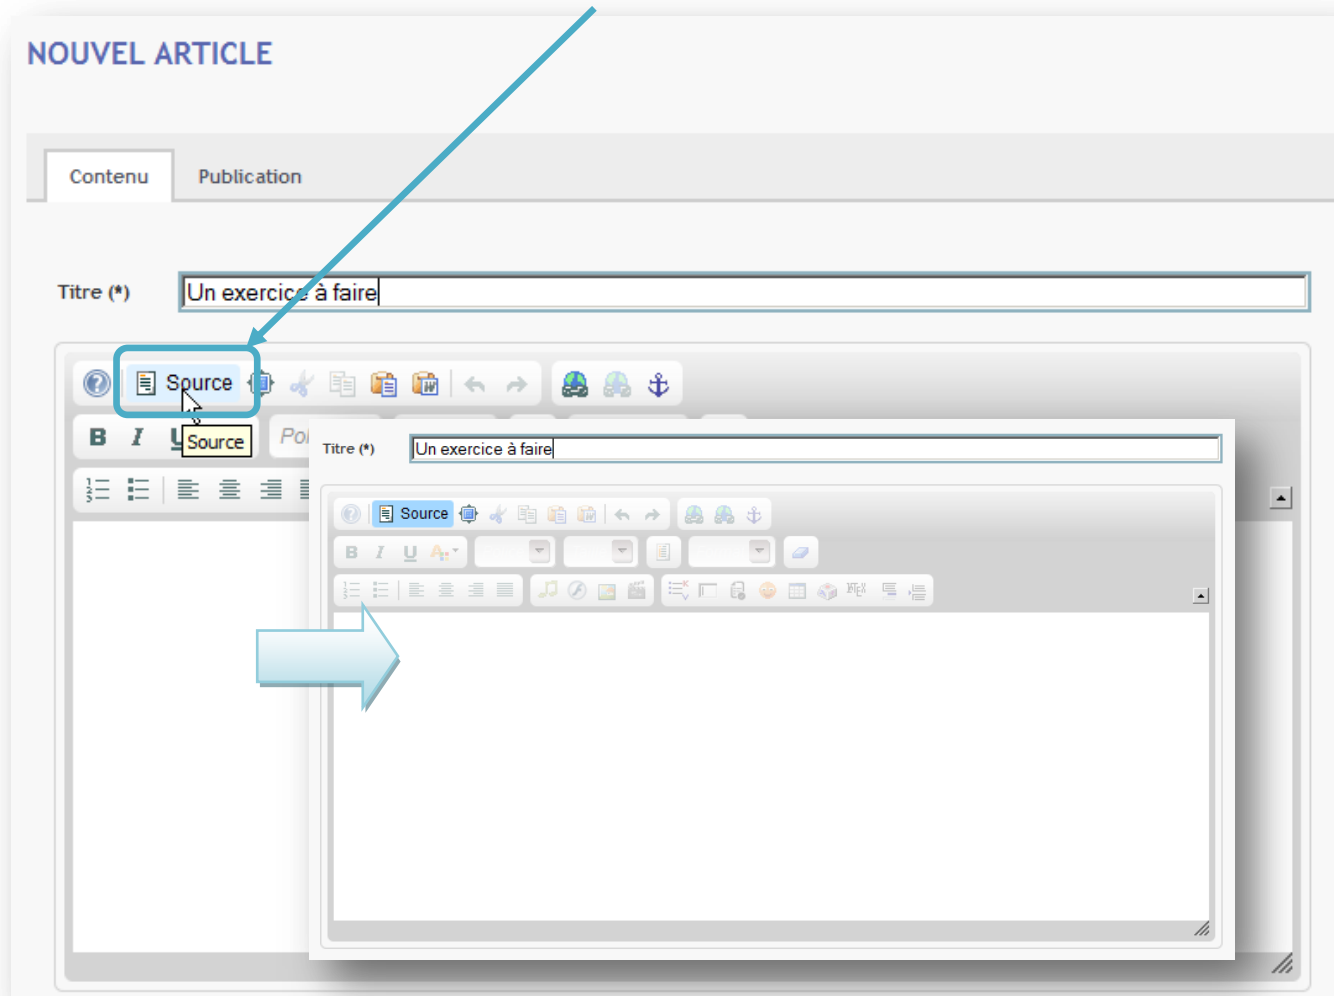 NOUVEL ARTICLE
Contenu Publication
Titre (*) Un exercice à faire
Source
B I U
Source
Titre (*) Un exercice à faire
Source
B I U A